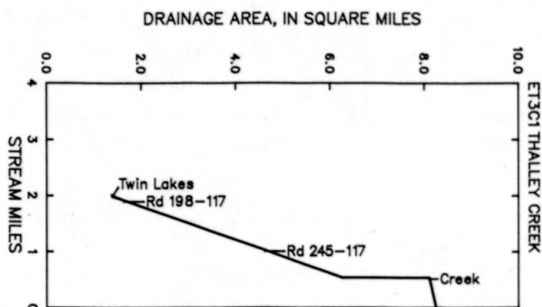 DRAINAGE AREA, IN SQUARE MILES
0.0
2.0
4.0
6.0
8.0
10.0
ET3C1 THALLEY CREEK
4
3
2
1
0
STREAM MILES
Twin Lakes
Rd 198-117
Rd 245-117
Creek